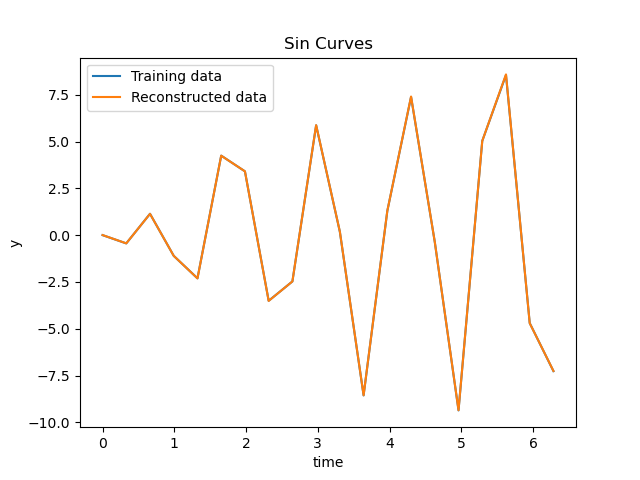 Sin Curves
Training data
Reconstructed data
7.5
5.0
2.5
0.0
−2.5
−5.0
−7.5
−10.0
y
0 1 2 3 4 5 6
time